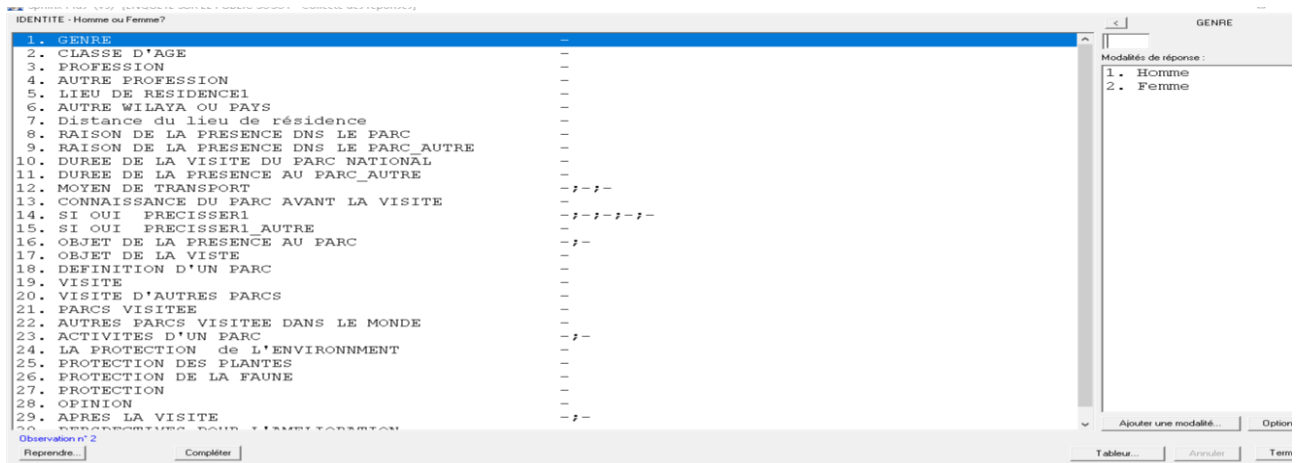 IDENTITE - Homme ou Femme?
1. GENRE -
2. CLASSE D'AGE -
3. PROFESSION -
4. AUTRE PROFESSION -
5. LIEU DE RESIDENCE1 -
6. AUTRE WILAYA OU PAYS -
7. Distance du lieu de résidence -
8. RAISON DE LA PRESENCE DNS LE PARC -
9. RAISON DE LA PRESENCE DNS LE PARC_AUTRE -
10. DUREE DE LA VISITE DU PARC NATIONAL -
11. DUREE DE LA PRESENCE AU PARC_AUTRE -
12. MOYEN DE TRANSPORT -;-;-
13. CONNAISSANCE DU PARC AVANT LA VISITE -
14. SI OUI PRECISSER1 -;-;-;-;-
15. SI OUI PRECISSER1_AUTRE -
16. OBJET DE LA PRESENCE AU PARC -;-
17. OBJET DE LA VISTE -
18. DEFINITION D'UN PARC -
19. VISITE -
20. VISITE D'AUTRES PARCS -
21. PARCS VISITEE -
22. AUTRES PARCS VISITEE DANS LE MONDE -
23. ACTIVITES D'UN PARC -;-
24. LA PROTECTION de L'ENVIRONNMENT -
25. PROTECTION DES PLANTES -
26. PROTECTION DE LA FAUNE -
27. PROTECTION -
28. OPINION -
29. APRES LA VISITE -;-
Observation n° 2
Reprendre...
Compléter
< GENRE
Modalités de réponse :
1. Homme
2. Femme
Ajouter une modalité...
Option
Tableur...
Annuler
Term